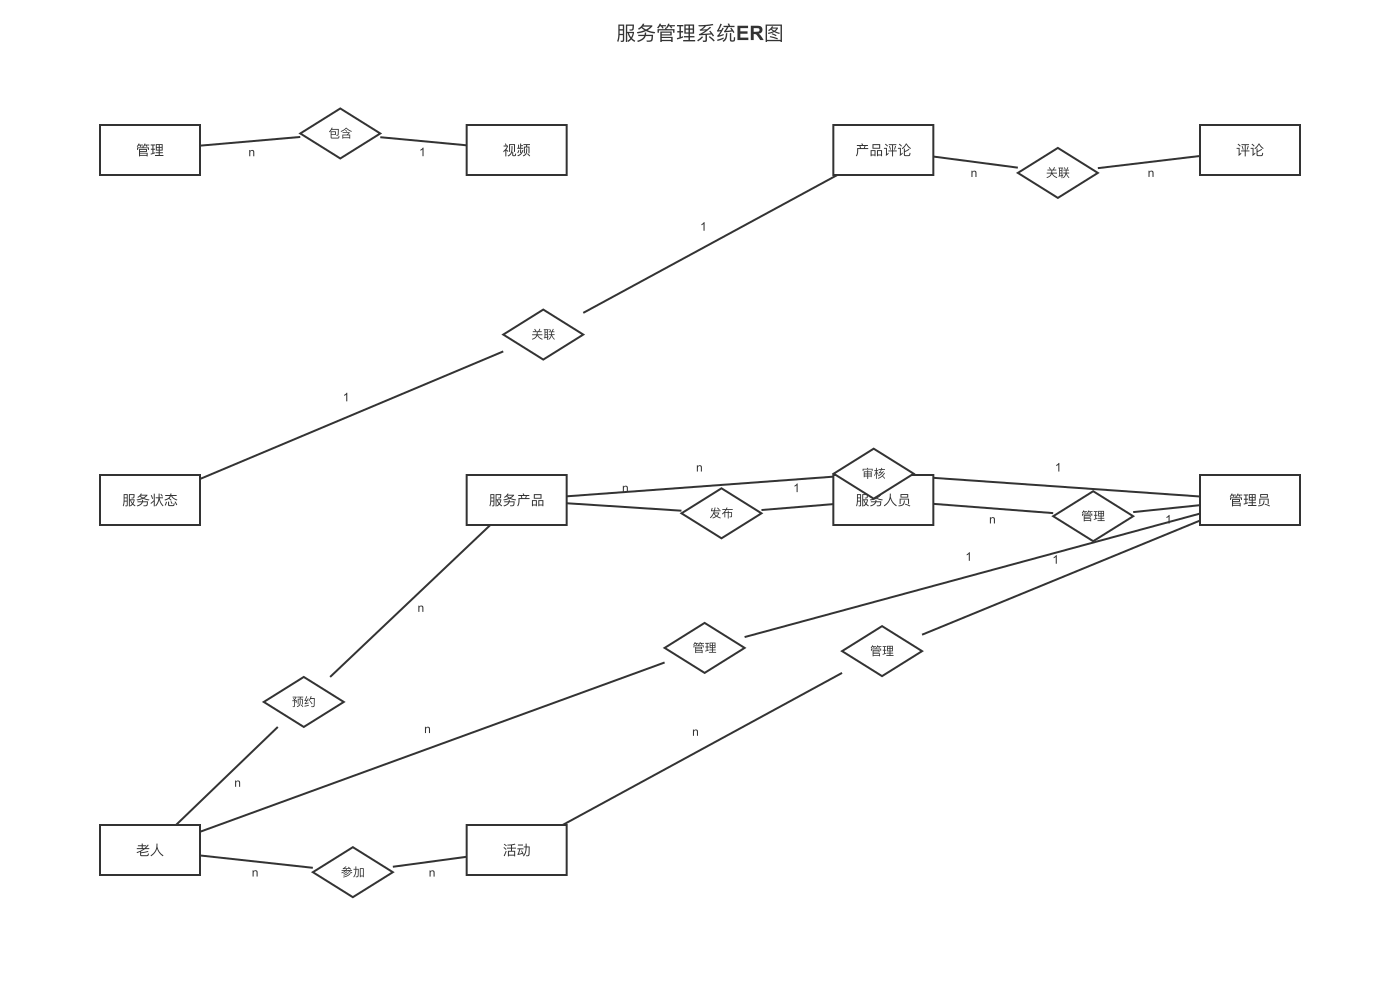 服务管理系统ER图
管理
n
包含
1
视频
产品评论
n
关联
n
评论
1
关联
1
服务状态
服务产品
n
n
发布
1
审核
服务人员
1
n
管理
1
管理员
n
预约
n
1
管理
n
1
管理
n
老人
n
参加
n
活动